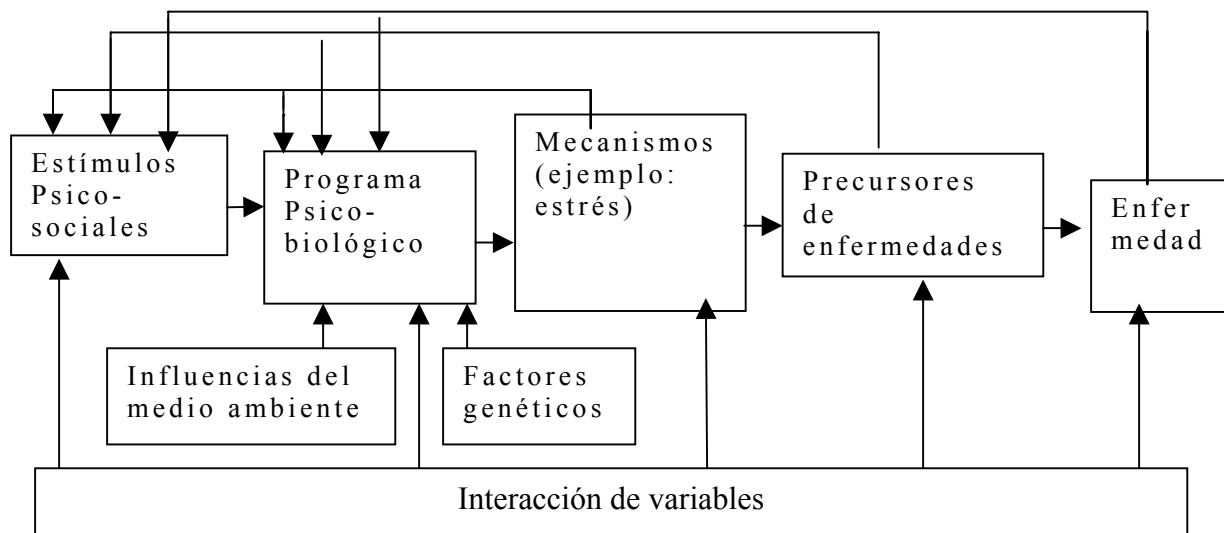 Estímulos
Psico-
sociales
Programa
Psico-
biológico
Mecanismos
(ejemplo:
estrés)
Precursores
de
enfermedades
Enfer
medad
Influencias del
medio ambiente
Factores
genéticos
Interacción de variables